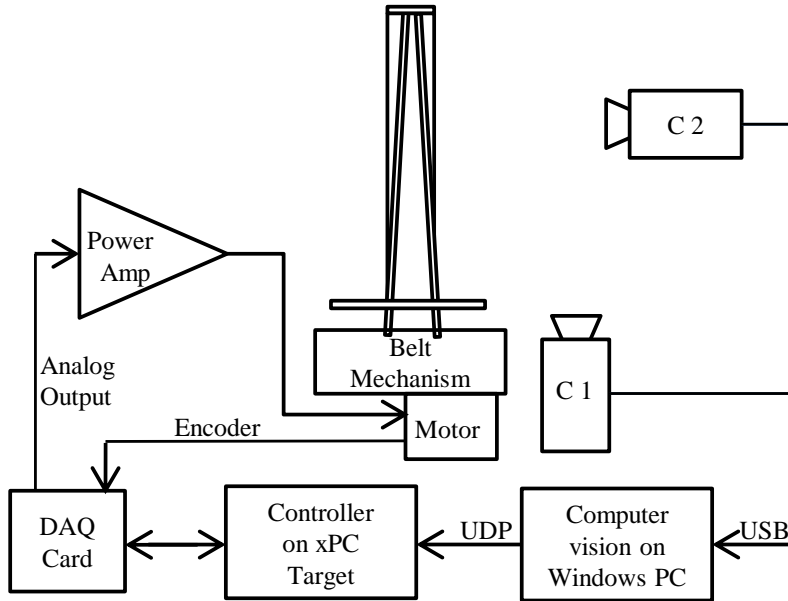 C 2
Power
Amp
Belt
Mechanism
Analog
Output
C 1
Encoder
Motor
DAQ
Card
Controller
on xPC
Target
UDP
Computer
vision on
Windows PC
USB